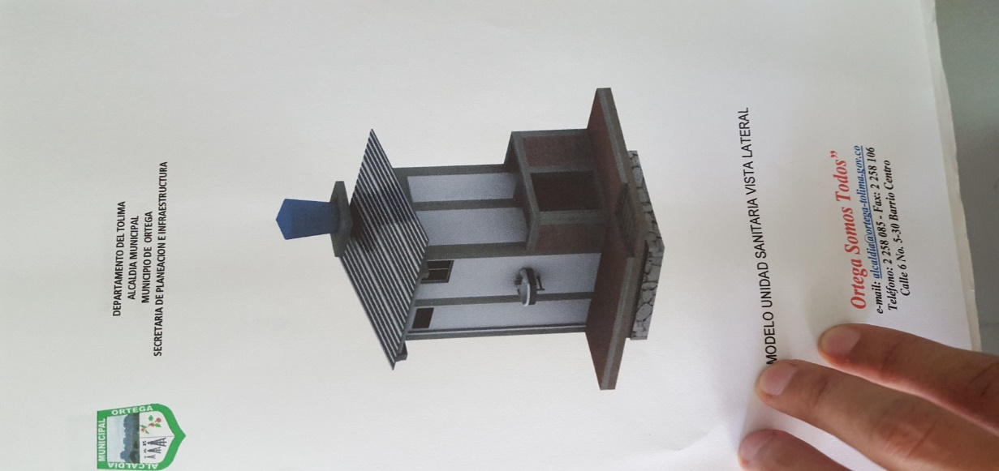 ALCALDIA
MUNICIPAL
ORTEGA
DEPARTAMENTO DEL TOLIMA
ALCALDIA MUNICIPAL
MUNICIPIO DE ORTEGA
SECRETARIA DE PLANEACION E INFRAESTRUCTURA
MODELO UNIDAD SANITARIA VISTA LATERAL
Ortega Somos Todos”
e-mail: alcaldia@ortega-tolima.gov.co
Teléfono: 2 258 085 - Fax: 2 258 106
Calle 6 No. 5-30 Barrio Centro